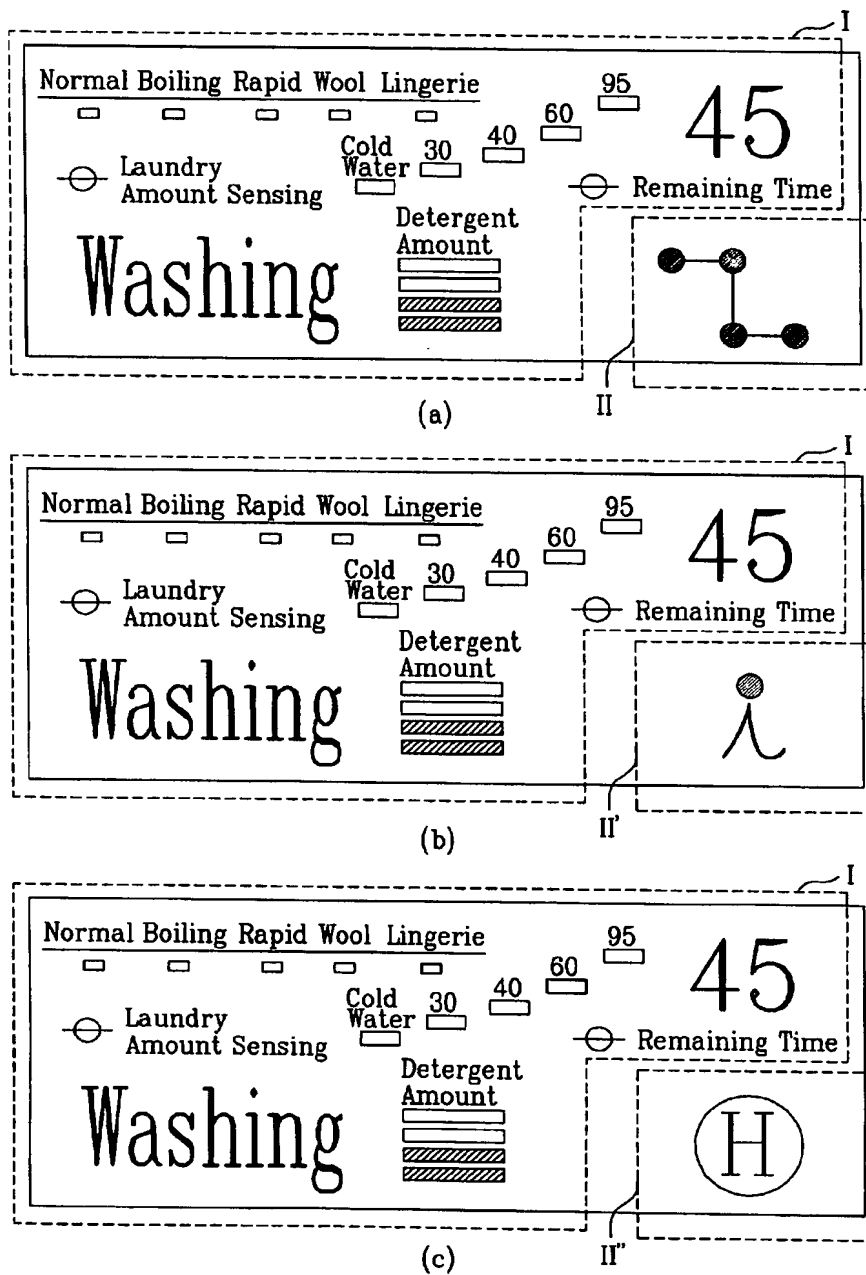 I
Normal Boiling Rapid Wool Lingerie
95
60
40
30
Cold
Water
45
Laundry
Amount Sensing
Remaining Time
Detergent
Amount
Washing
II
(a)
I
Normal Boiling Rapid Wool Lingerie
95
60
40
30
Cold
Water
45
Laundry
Amount Sensing
Remaining Time
Detergent
Amount
Washing
i
II'
(b)
I
Normal Boiling Rapid Wool Lingerie
95
60
40
30
Cold
Water
45
Laundry
Amount Sensing
Remaining Time
Detergent
Amount
Washing
H
II"
(c)